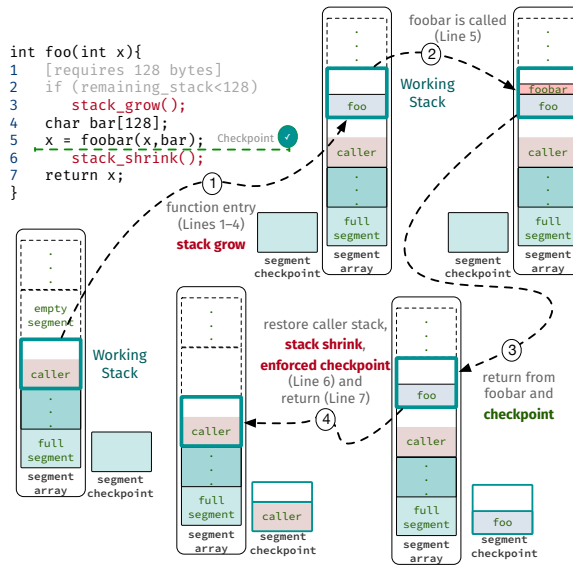 int foo(int x){
1 [requires 128 bytes]
2 if (remaining_stack<128)
3 stack_grow();
4 char bar[128];
5 x = foobar(x,bar);
Checkpoint ✓
6 stack_shrink();
7 return x;
}
1
function entry
(Lines 1–4)
stack grow
.
.
.
Working
Stack
foo
caller
.
.
.
full
segment
segment
array
segment
checkpoint
foobar is called
(Line 5)
2
.
.
.
foobar
foo
caller
.
.
.
full
segment
segment
array
segment
checkpoint
.
.
.
empty
segment
Working
Stack
caller
.
.
.
full
segment
segment
array
segment
checkpoint
restore caller stack,
stack shrink,
enforced checkpoint
(Line 6) and
return (Line 7)
4
.
.
.
caller
.
.
.
full
segment
segment
array
caller
segment
checkpoint
3
return from
foobar and
checkpoint
.
.
.
foo
caller
.
.
.
full
segment
segment
array
foo
segment
checkpoint